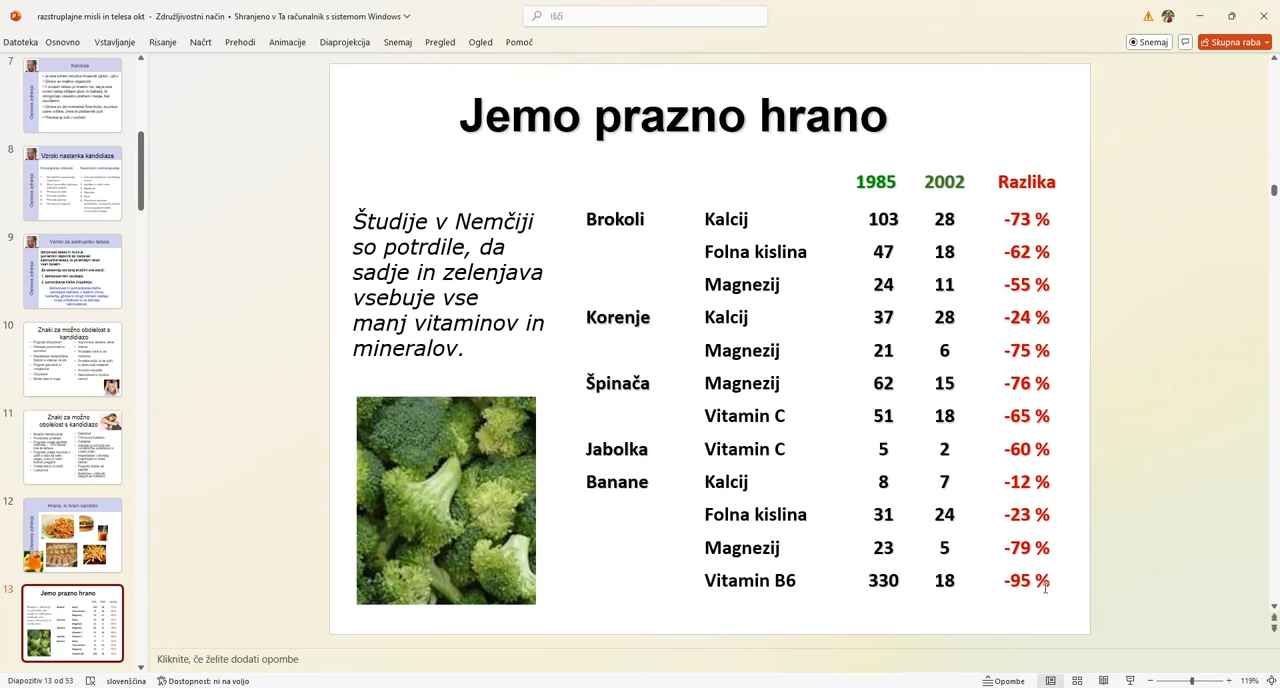 razstrupljanje misli in telesa okt - Združljivostni način • Shranjeno v Ta računalnik s sistemom Windows
Išči
Datoteka Osnovno Vstavljanje Risanje Načrt Prehodi Animacije Diaprojekcija Snemaj Pregled Ogled Pomoč
Snemaj Skupna raba
7
Kandida
8
Vzroki nastanka kandidiaze
9
10
Znaki za možno obolelost s
kandidiazo
11
Znaki za možno
obolelost s kandidiazo
12
Hrana, ki hrani kandido
13
Jemo prazno hrano
Jemo prazno hrano
Študije v Nemčiji
so potrdile, da
sadje in zelenjava
vsebuje vse
manj vitaminov in
mineralov.
1985 2002 Razlika
Brokoli Kalcij 103 28 -73 %
Folna kislina 47 18 -62 %
Magnezij 24 11 -55 %
Korenje Kalcij 37 28 -24 %
Magnezij 21 6 -75 %
Špinača Magnezij 62 15 -76 %
Vitamin C 51 18 -65 %
Jabolka Vitamin C 5 2 -60 %
Banane Kalcij 8 7 -12 %
Folna kislina 31 24 -23 %
Magnezij 23 5 -79 %
Vitamin B6 330 18 -95 %
Kliknite, če želite dodati opombe
Diapozitiv 13 od 53 slovenščina Dostopnost: ni na voljo Opombe 119%